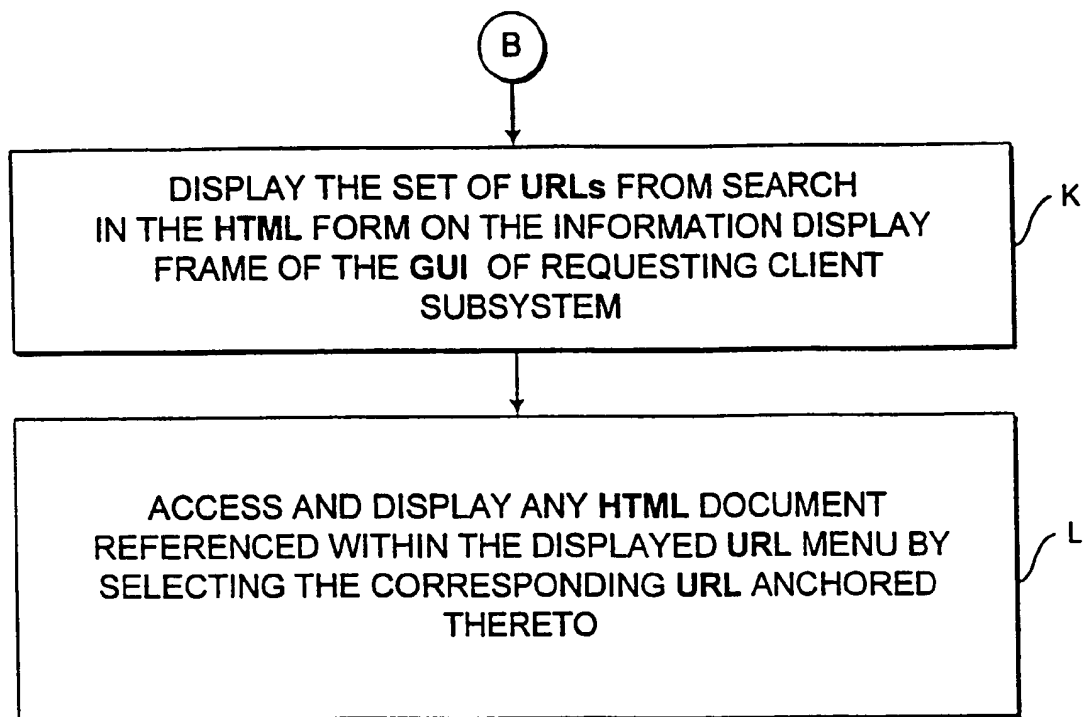 B
DISPLAY THE SET OF URLs FROM SEARCH
IN THE HTML FORM ON THE INFORMATION DISPLAY
FRAME OF THE GUI OF REQUESTING CLIENT
SUBSYSTEM
K
ACCESS AND DISPLAY ANY HTML DOCUMENT
REFERENCED WITHIN THE DISPLAYED URL MENU BY
SELECTING THE CORRESPONDING URL ANCHORED
THERETO
L